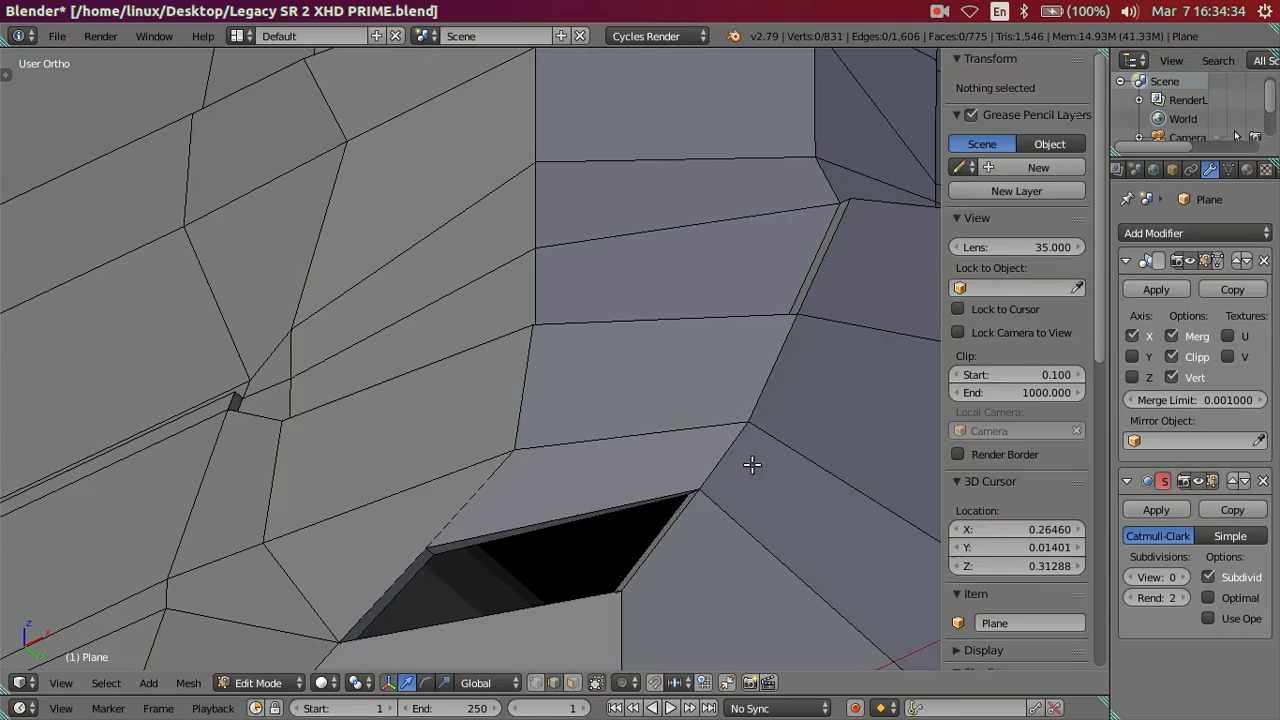 Blender* [/home/linux/Desktop/Legacy SR 2 XHD PRIME.blend]
En (100%) Mar 7 16:34:34
File Render Window Help Default Scene Cycles Render v2.79 | Verts:0/831 | Edges:0/1,606 | Faces:0/775 | Tris:1,546 | Mem:14.93M (41.33M) | Plane
User Ortho
Transform
Nothing selected
Grease Pencil Layers
Scene Object
New
New Layer
View
Lens: 35.000
Lock to Object:
Lock to Cursor
Lock Camera to View
Clip:
Start: 0.100
End: 1000.000
Local Camera:
Camera
Render Border
3D Cursor
Location:
X: 0.26460
Y: 0.01401
Z: 0.31288
Item
Plane
Display
View Search All Sc
Scene
RenderL
World
Camera
Plane
Add Modifier
Apply Copy
Axis: Options: Textures:
X Merg U
Y Clipp V
Z Vert
Merge Limit: 0.001000
Mirror Object:
S
Apply Copy
Catmull-Clark Simple
Subdivisions: Options:
View: 0 Subdivid
Rend: 2 Optimal
Use Ope
z
x
y
(1) Plane
View Select Add Mesh Edit Mode Global
View Marker Frame Playback Start: 1 End: 250 1 No Sync